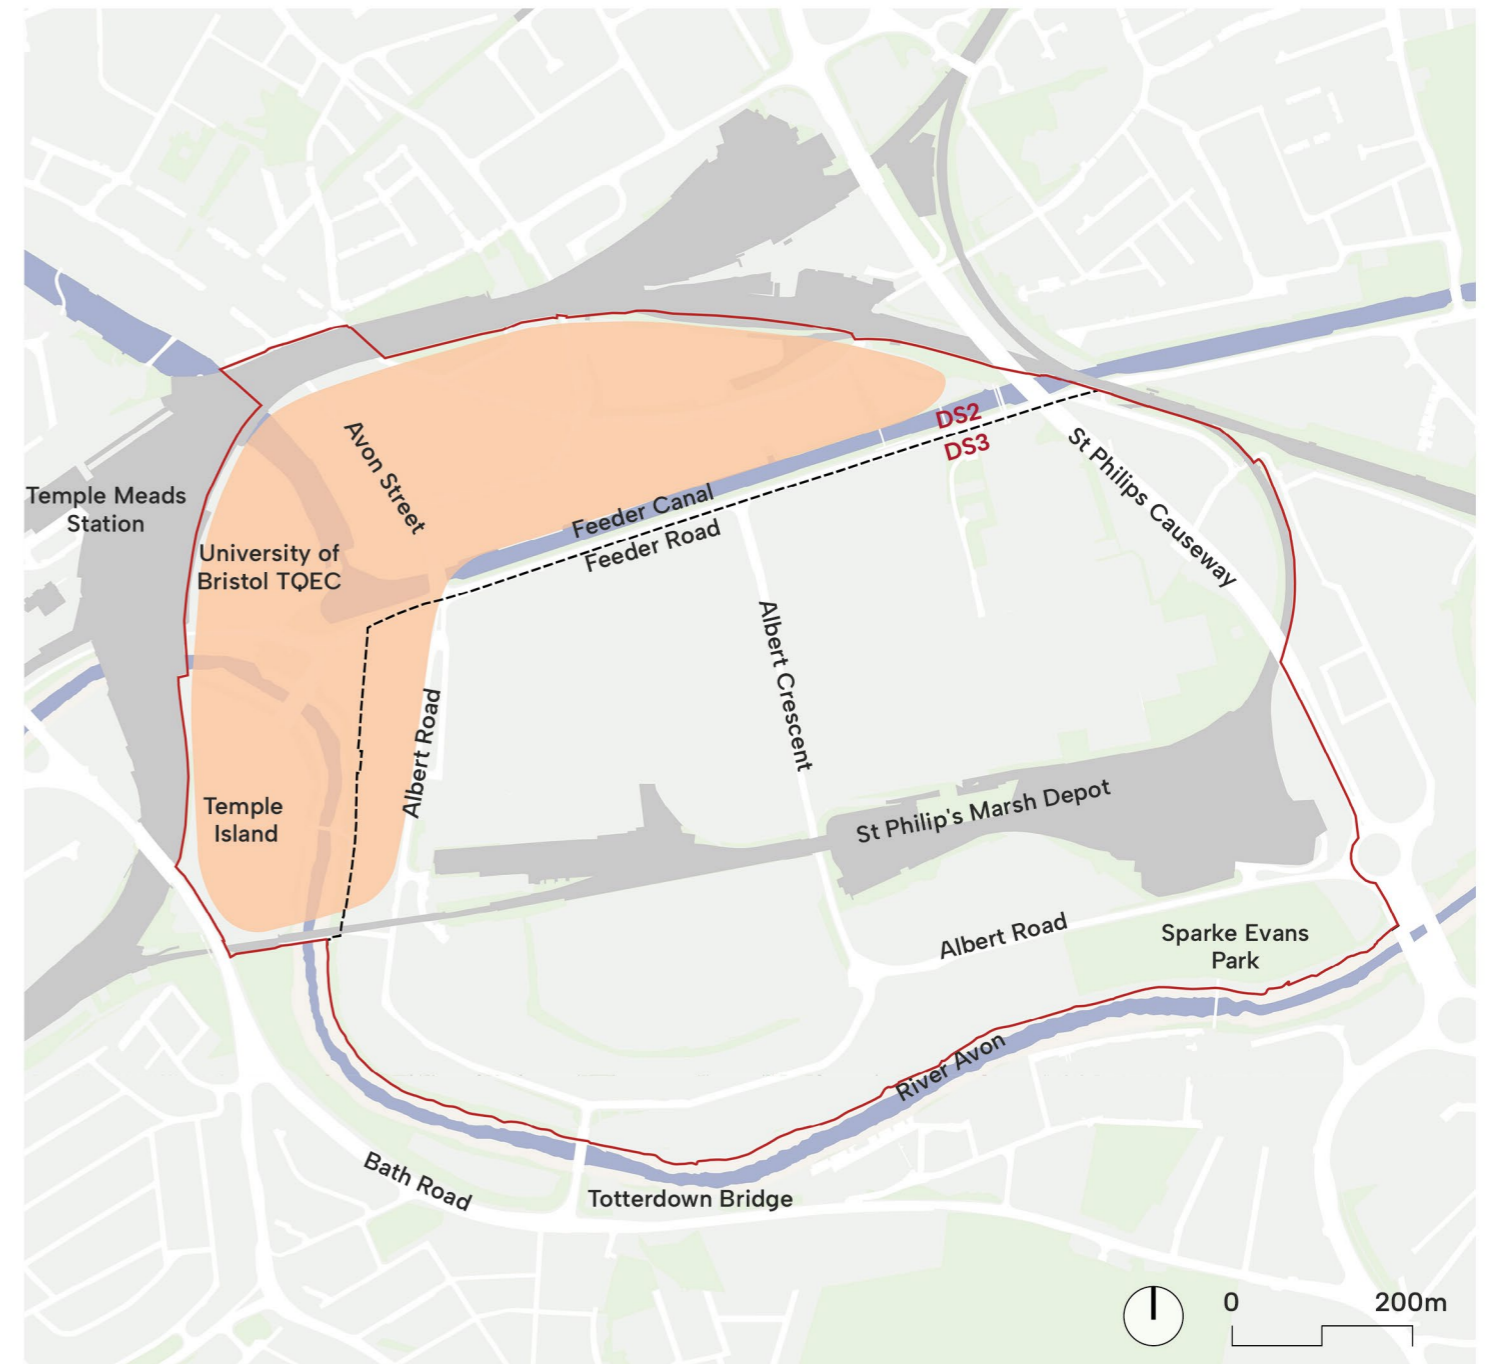 DS2
DS3
Avon Street
St Philips Causeway
Temple Meads
Station
Feeder Canal
Feeder Road
University of
Bristol TQEC
Albert Crescent
Albert Road
Temple
Island
St Philip's Marsh Depot
Albert Road
Sparke Evans
Park
River Avon
Bath Road
Totterdown Bridge
0 200m